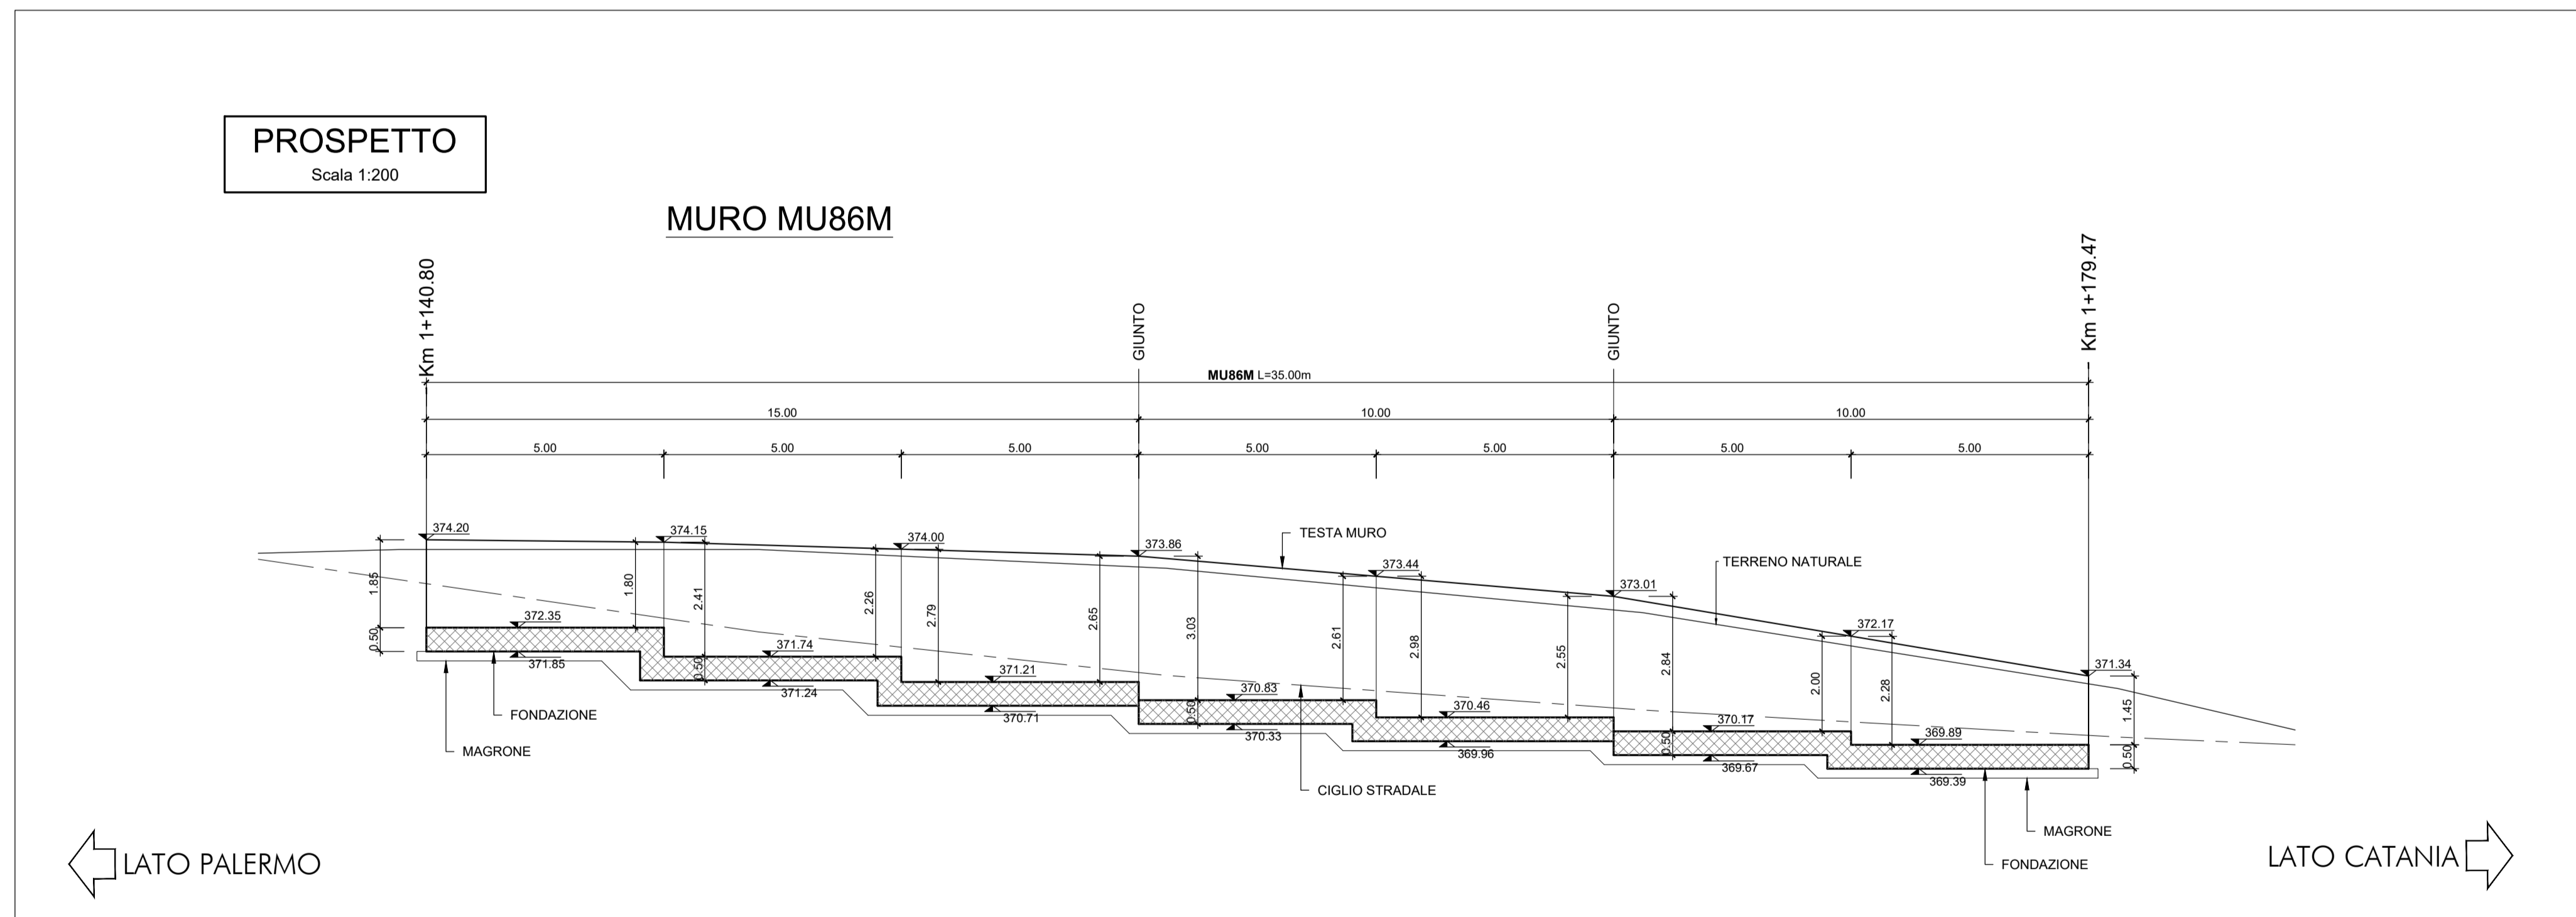 PROSPETTO
Scala 1:200
MURO MU86M
Km 1+140.80
GIUNTO
GIUNTO
Km 1+179.47
MU86M L=35.00m
15.00 10.00 10.00
5.00 5.00 5.00 5.00 5.00 5.00 5.00
374.20 374.15 374.00 373.86 373.44 373.01 372.17 371.34
TESTA MURO
TERRENO NATURALE
1.85 1.80 2.41 2.26 2.79 2.65 3.03 2.61 2.98 2.55 2.84 2.00 2.28 1.45
372.35 371.74 371.21 370.83 370.46 370.17 369.89
0.50 0.50 0.50 0.50 0.50
371.85 371.24 370.71 370.33 369.96 369.67 369.39
FONDAZIONE
MAGRONE
CIGLIO STRADALE
MAGRONE
FONDAZIONE
LATO PALERMO
LATO CATANIA